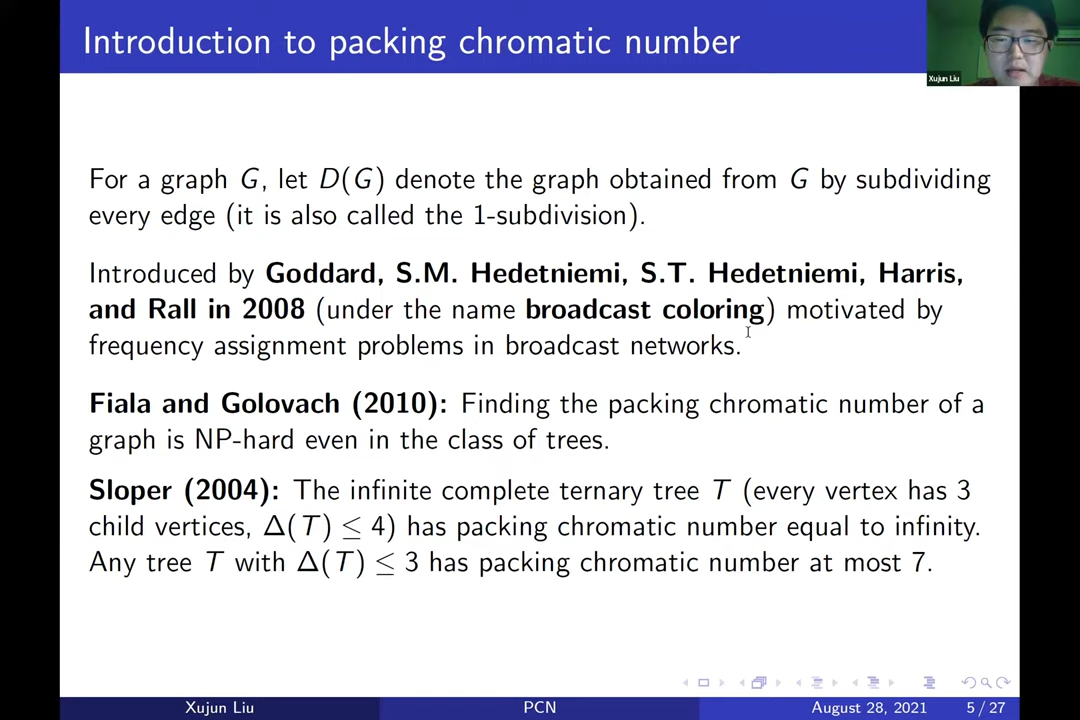 Introduction to packing chromatic number
Xujun Liu
For a graph G, let D(G) denote the graph obtained from G by subdividing
every edge (it is also called the 1-subdivision).
Introduced by Goddard, S.M. Hedetniemi, S.T. Hedetniemi, Harris,
and Rall in 2008 (under the name broadcast coloring) motivated by
frequency assignment problems in broadcast networks.
Fiala and Golovach (2010): Finding the packing chromatic number of a
graph is NP-hard even in the class of trees.
Sloper (2004): The infinite complete ternary tree T (every vertex has 3
child vertices, Δ(T) ≤ 4) has packing chromatic number equal to infinity.
Any tree T with Δ(T) ≤ 3 has packing chromatic number at most 7.
Xujun Liu PCN August 28, 2021 5 / 27